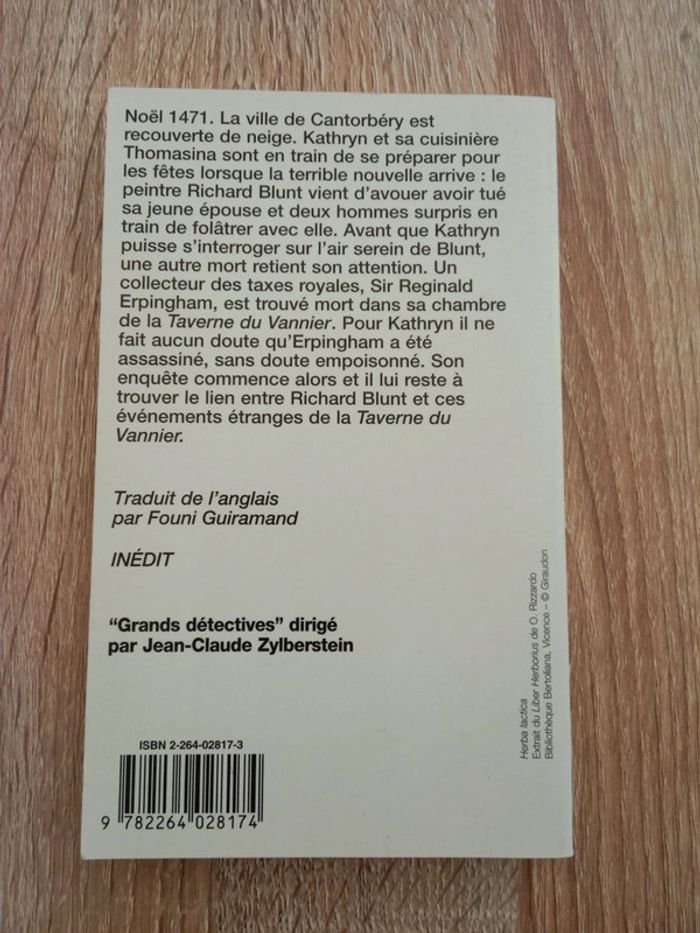 Noël 1471. La ville de Cantorbéry est
recouverte de neige. Kathryn et sa cuisinière
Thomasina sont en train de se préparer pour
les fêtes lorsque la terrible nouvelle arrive : le
peintre Richard Blunt vient d'avouer avoir tué
sa jeune épouse et deux hommes surpris en
train de folâtrer avec elle. Avant que Kathryn
puisse s'interroger sur l'air serein de Blunt,
une autre mort retient son attention. Un
collecteur des taxes royales, Sir Reginald
Erpingham, est trouvé mort dans sa chambre
de la Taverne du Vannier. Pour Kathryn il ne
fait aucun doute qu'Erpingham a été
assassiné, sans doute empoisonné. Son
enquête commence alors et il lui reste à
trouver le lien entre Richard Blunt et ces
événements étranges de la Taverne du
Vannier.
Traduit de l'anglais
par Founi Guiramand
INÉDIT
"Grands détectives" dirigé
par Jean-Claude Zylberstein
ISBN 2-264-02817-3
9 782264 028174
Herba lactica
Extrait du Liber Herborius de O. Rizzardo
Bibliothèque Bertoliana, Vicence – © Giraudon